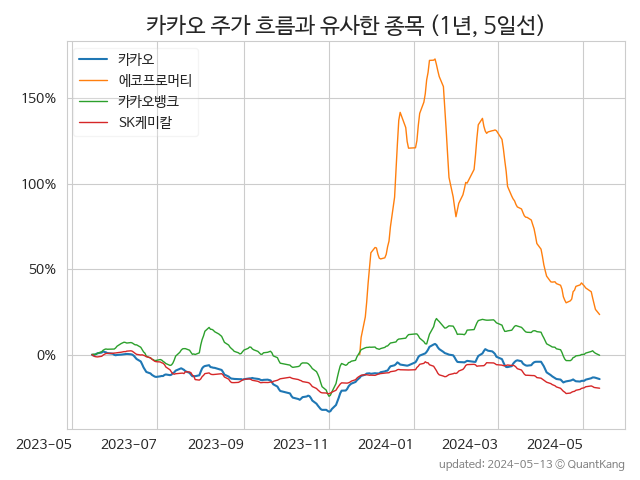 카카오 주가 흐름과 유사한 종목 (1년, 5일선)
카카오
에코프로머티
카카오뱅크
SK케미칼
150%
100%
50%
0%
2023-05 2023-07 2023-09 2023-11 2024-01 2024-03 2024-05
updated: 2024-05-13 © QuantKang